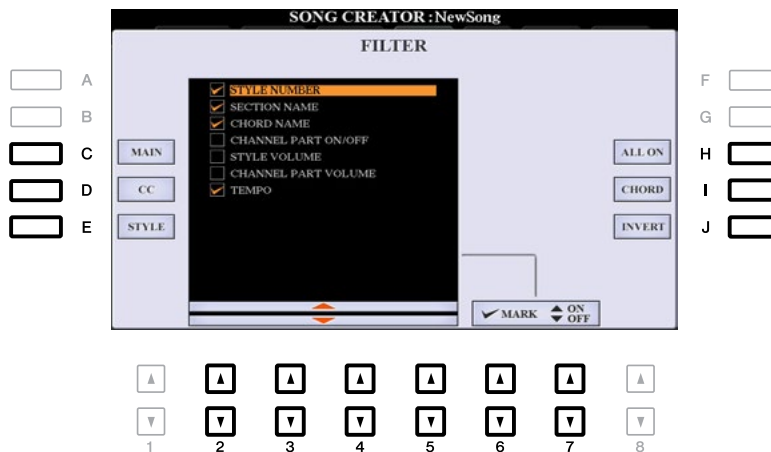 SONG CREATOR :NewSong
FILTER
A
B
C
D
E
MAIN
CC
STYLE
STYLE NUMBER
SECTION NAME
CHORD NAME
CHANNEL PART ON/OFF
STYLE VOLUME
CHANNEL PART VOLUME
TEMPO
ALL ON
CHORD
INVERT
F
G
H
I
J
MARK ON
OFF
1 2 3 4 5 6 7 8